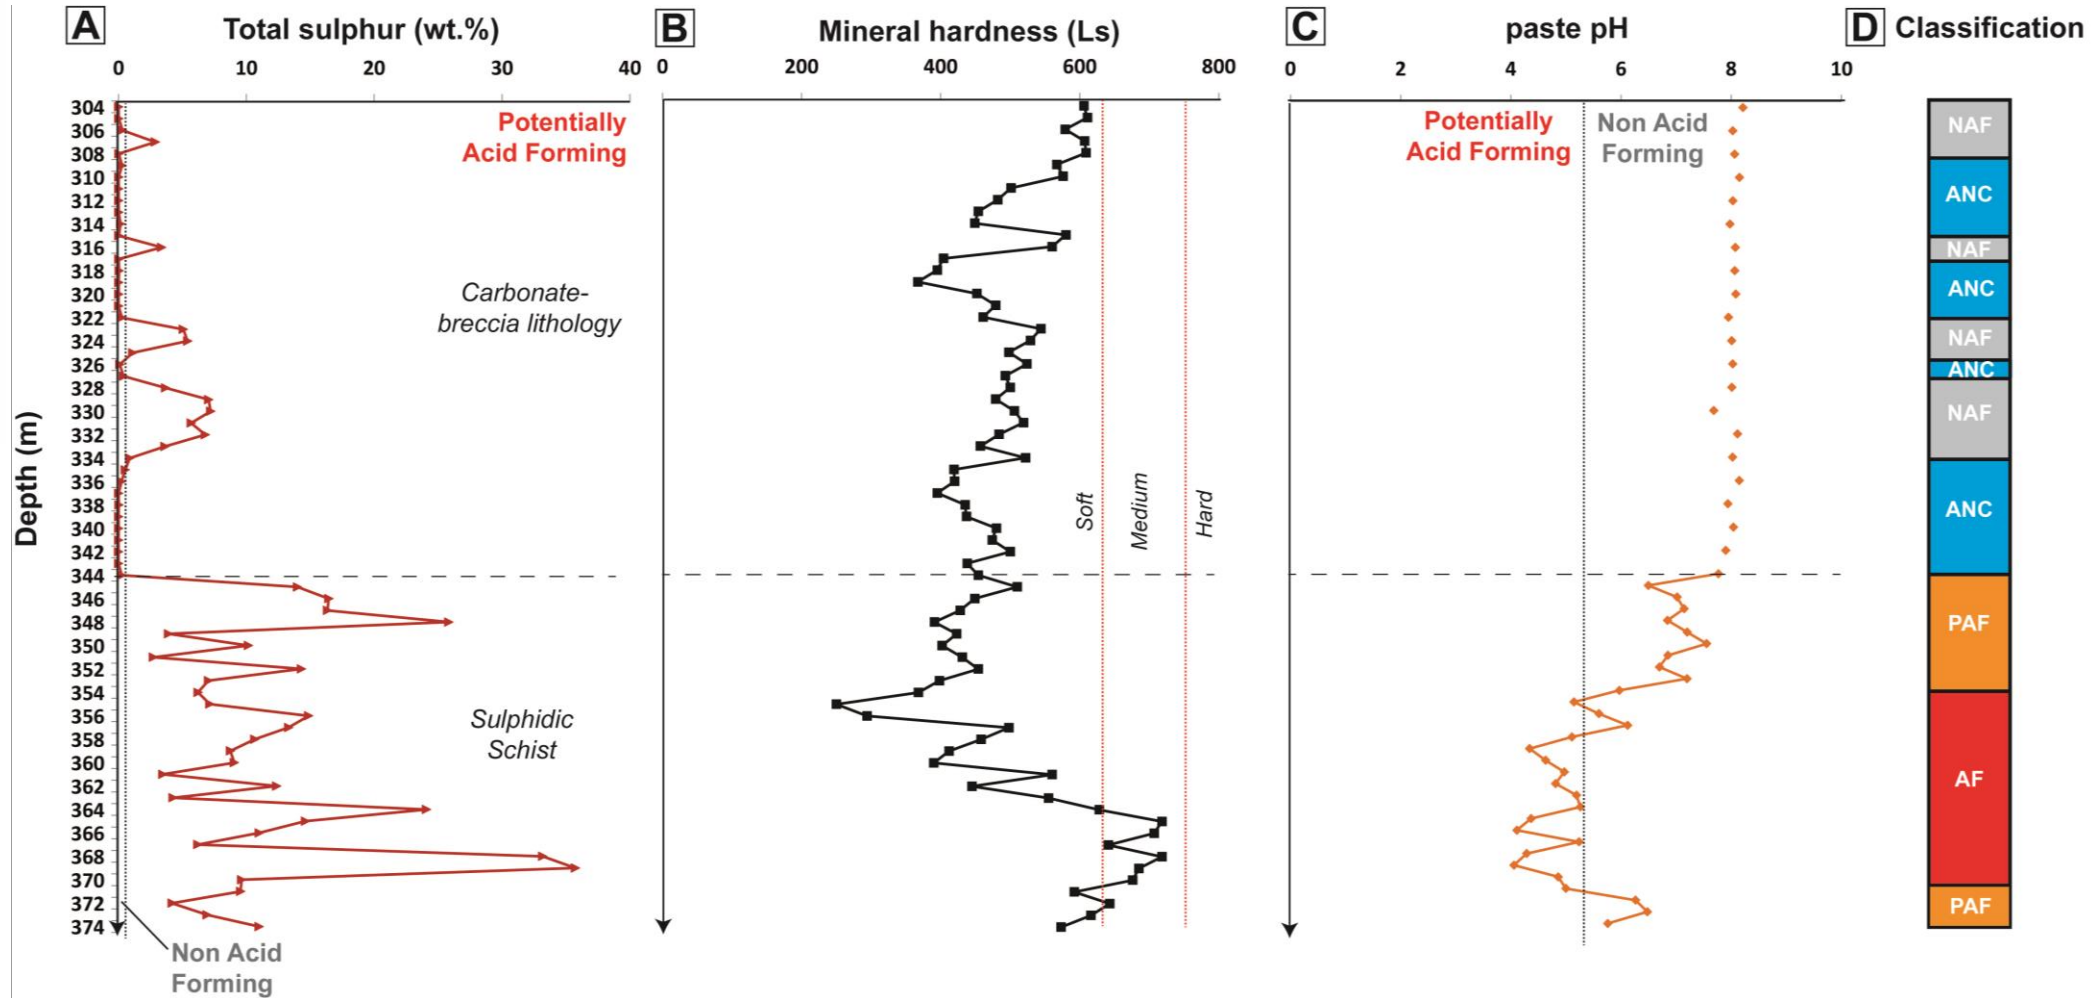 A Total sulphur (wt.%)
0 10 20 30 40
Depth (m)
304
306
308
310
312
314
316
318
320
322
324
326
328
330
332
334
336
338
340
342
344
346
348
350
352
354
356
358
360
362
364
366
368
370
372
374
Potentially
Acid Forming
Carbonate-
breccia lithology
Sulphidic
Schist
Non Acid
Forming
B Mineral hardness (Ls)
0 200 400 600 800
Soft
Medium
Hard
C paste pH
0 2 4 6 8 10
Potentially
Acid Forming
Non Acid
Forming
D Classification
NAF
ANC
NAF
ANC
NAF
ANC
NAF
ANC
PAF
AF
PAF